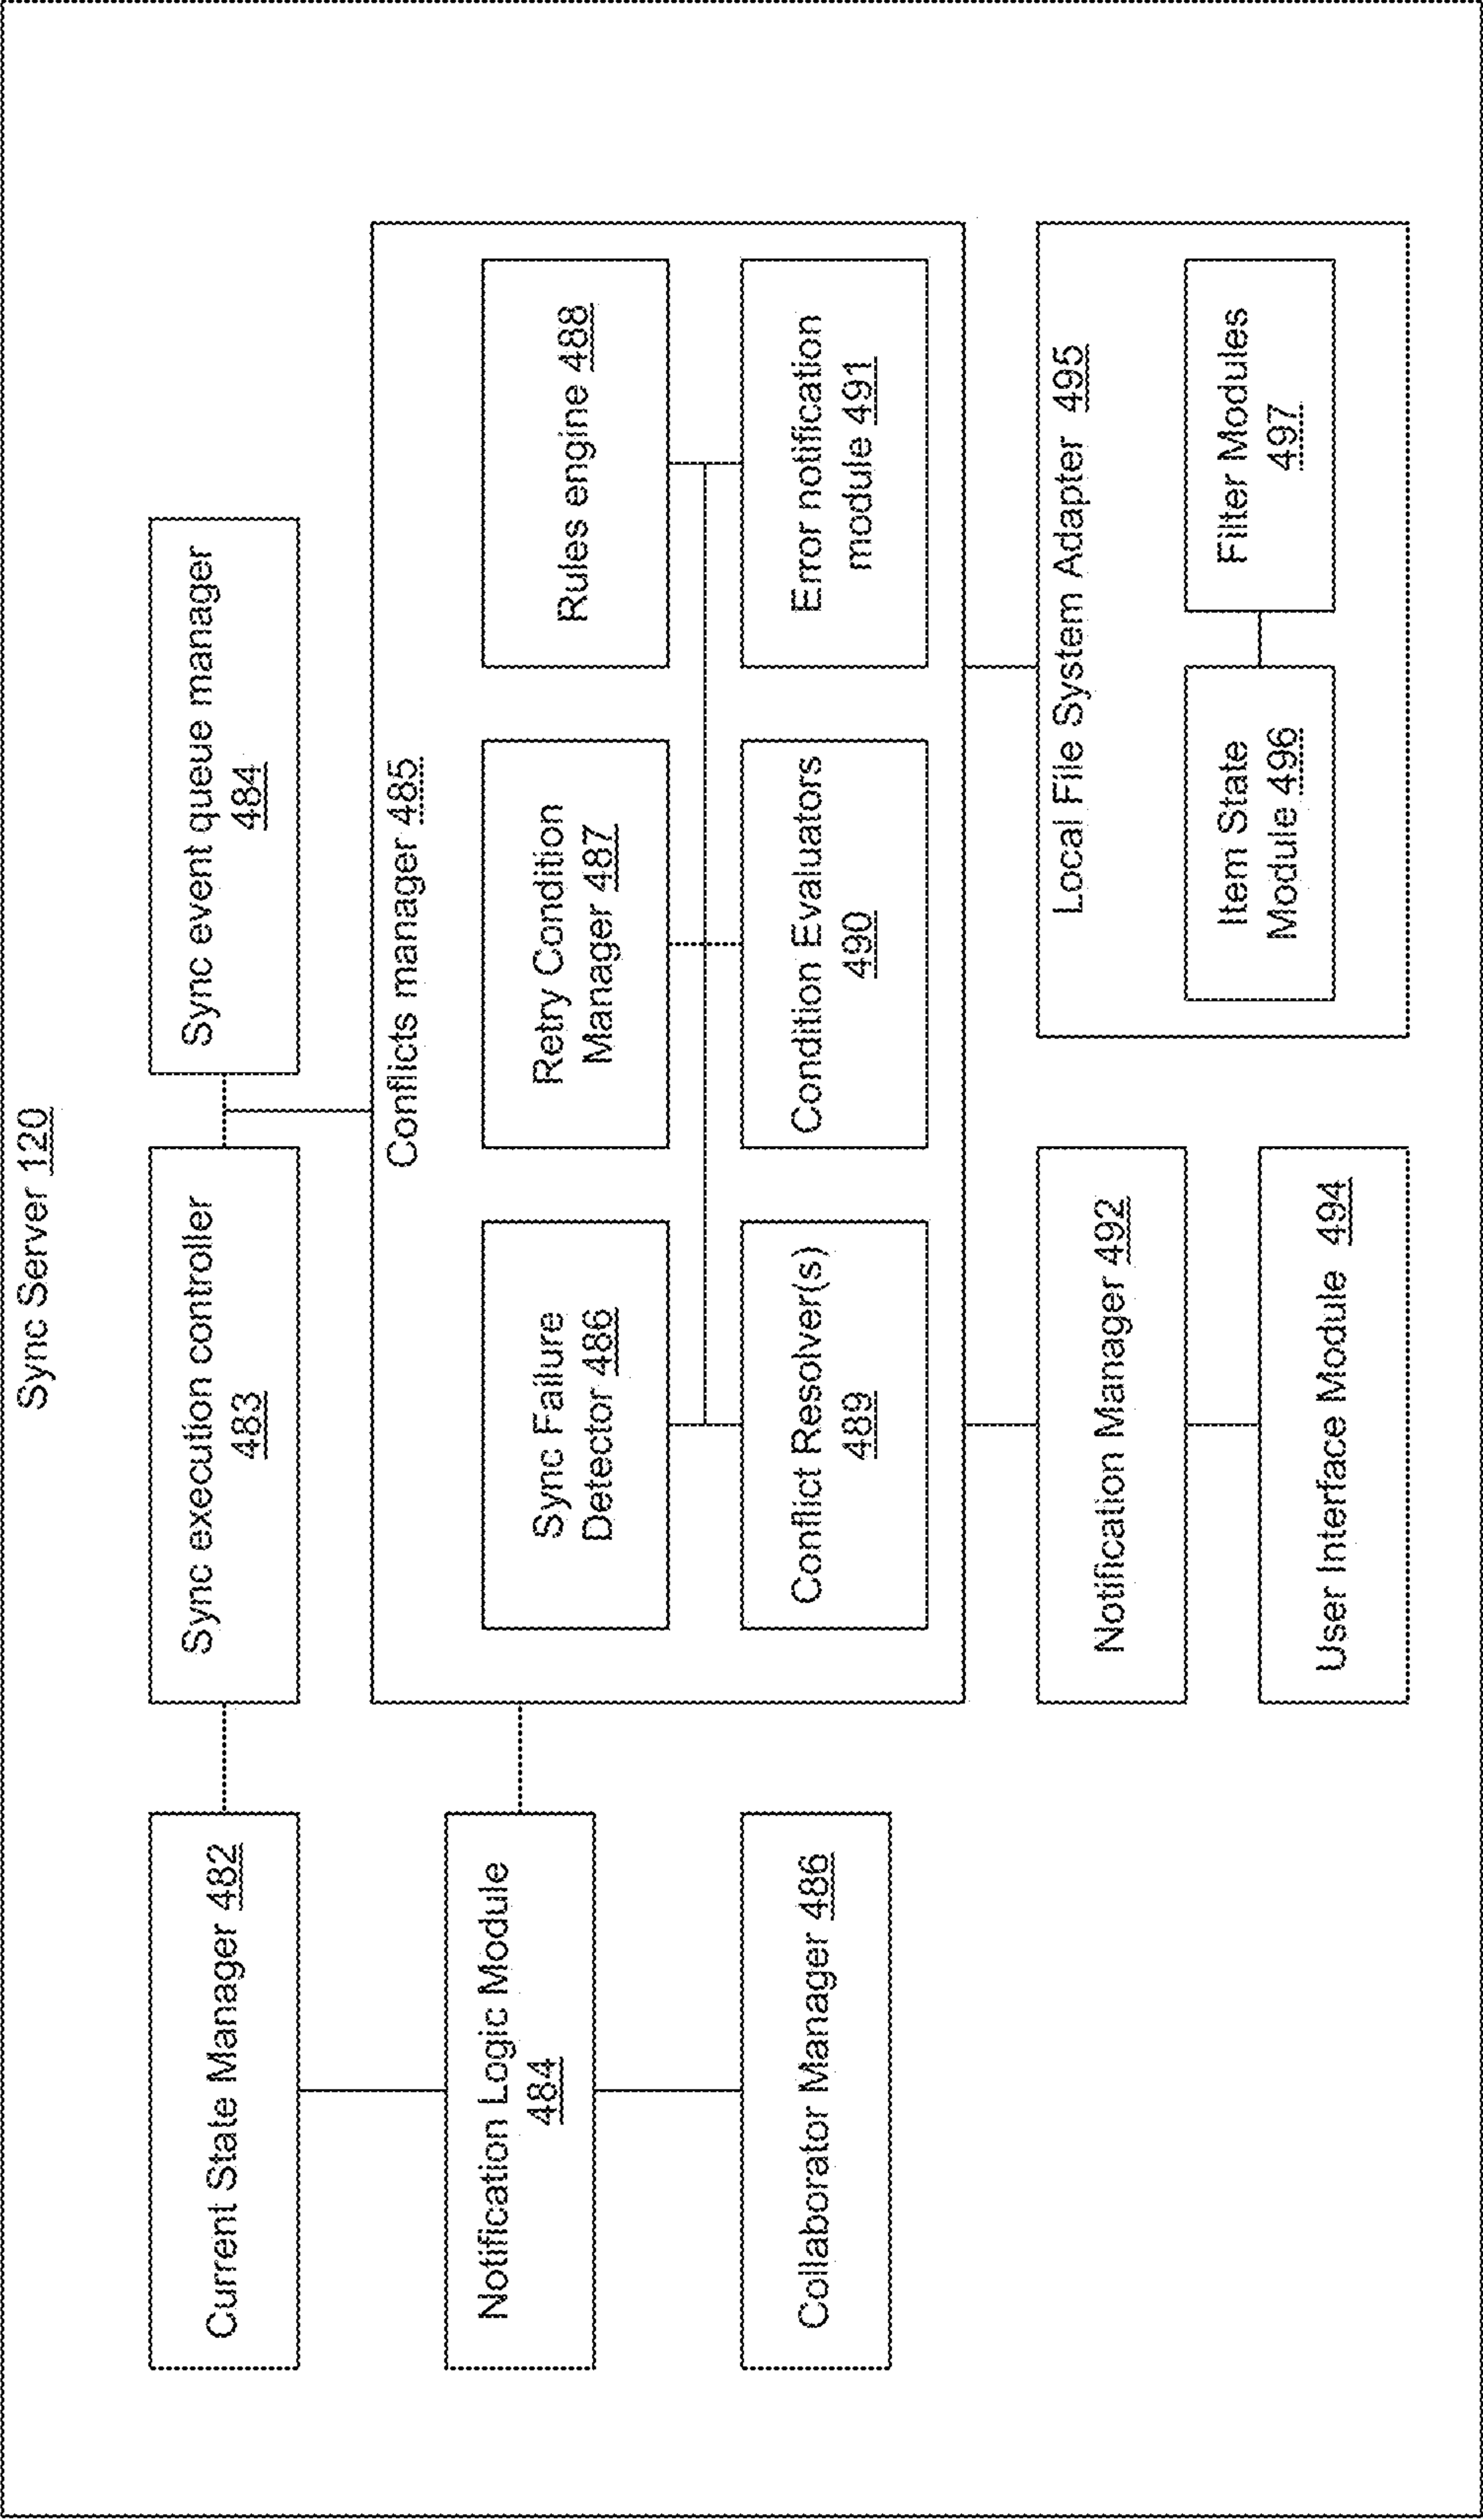 Sync Server 120
Current State Manager 482
Sync execution controller
483
Sync event queue manager
484
Notification Logic Module
484
Collaborator Manager 486
Conflicts manager 485
Sync Failure
Detector 486
Retry Condition
Manager 487
Rules engine 488
Conflict Resolver(s)
489
Condition Evaluators
490
Error notification
module 491
Notification Manager 492
User Interface Module 494
Local File System Adapter 495
Item State
Module 496
Filter Modules
497